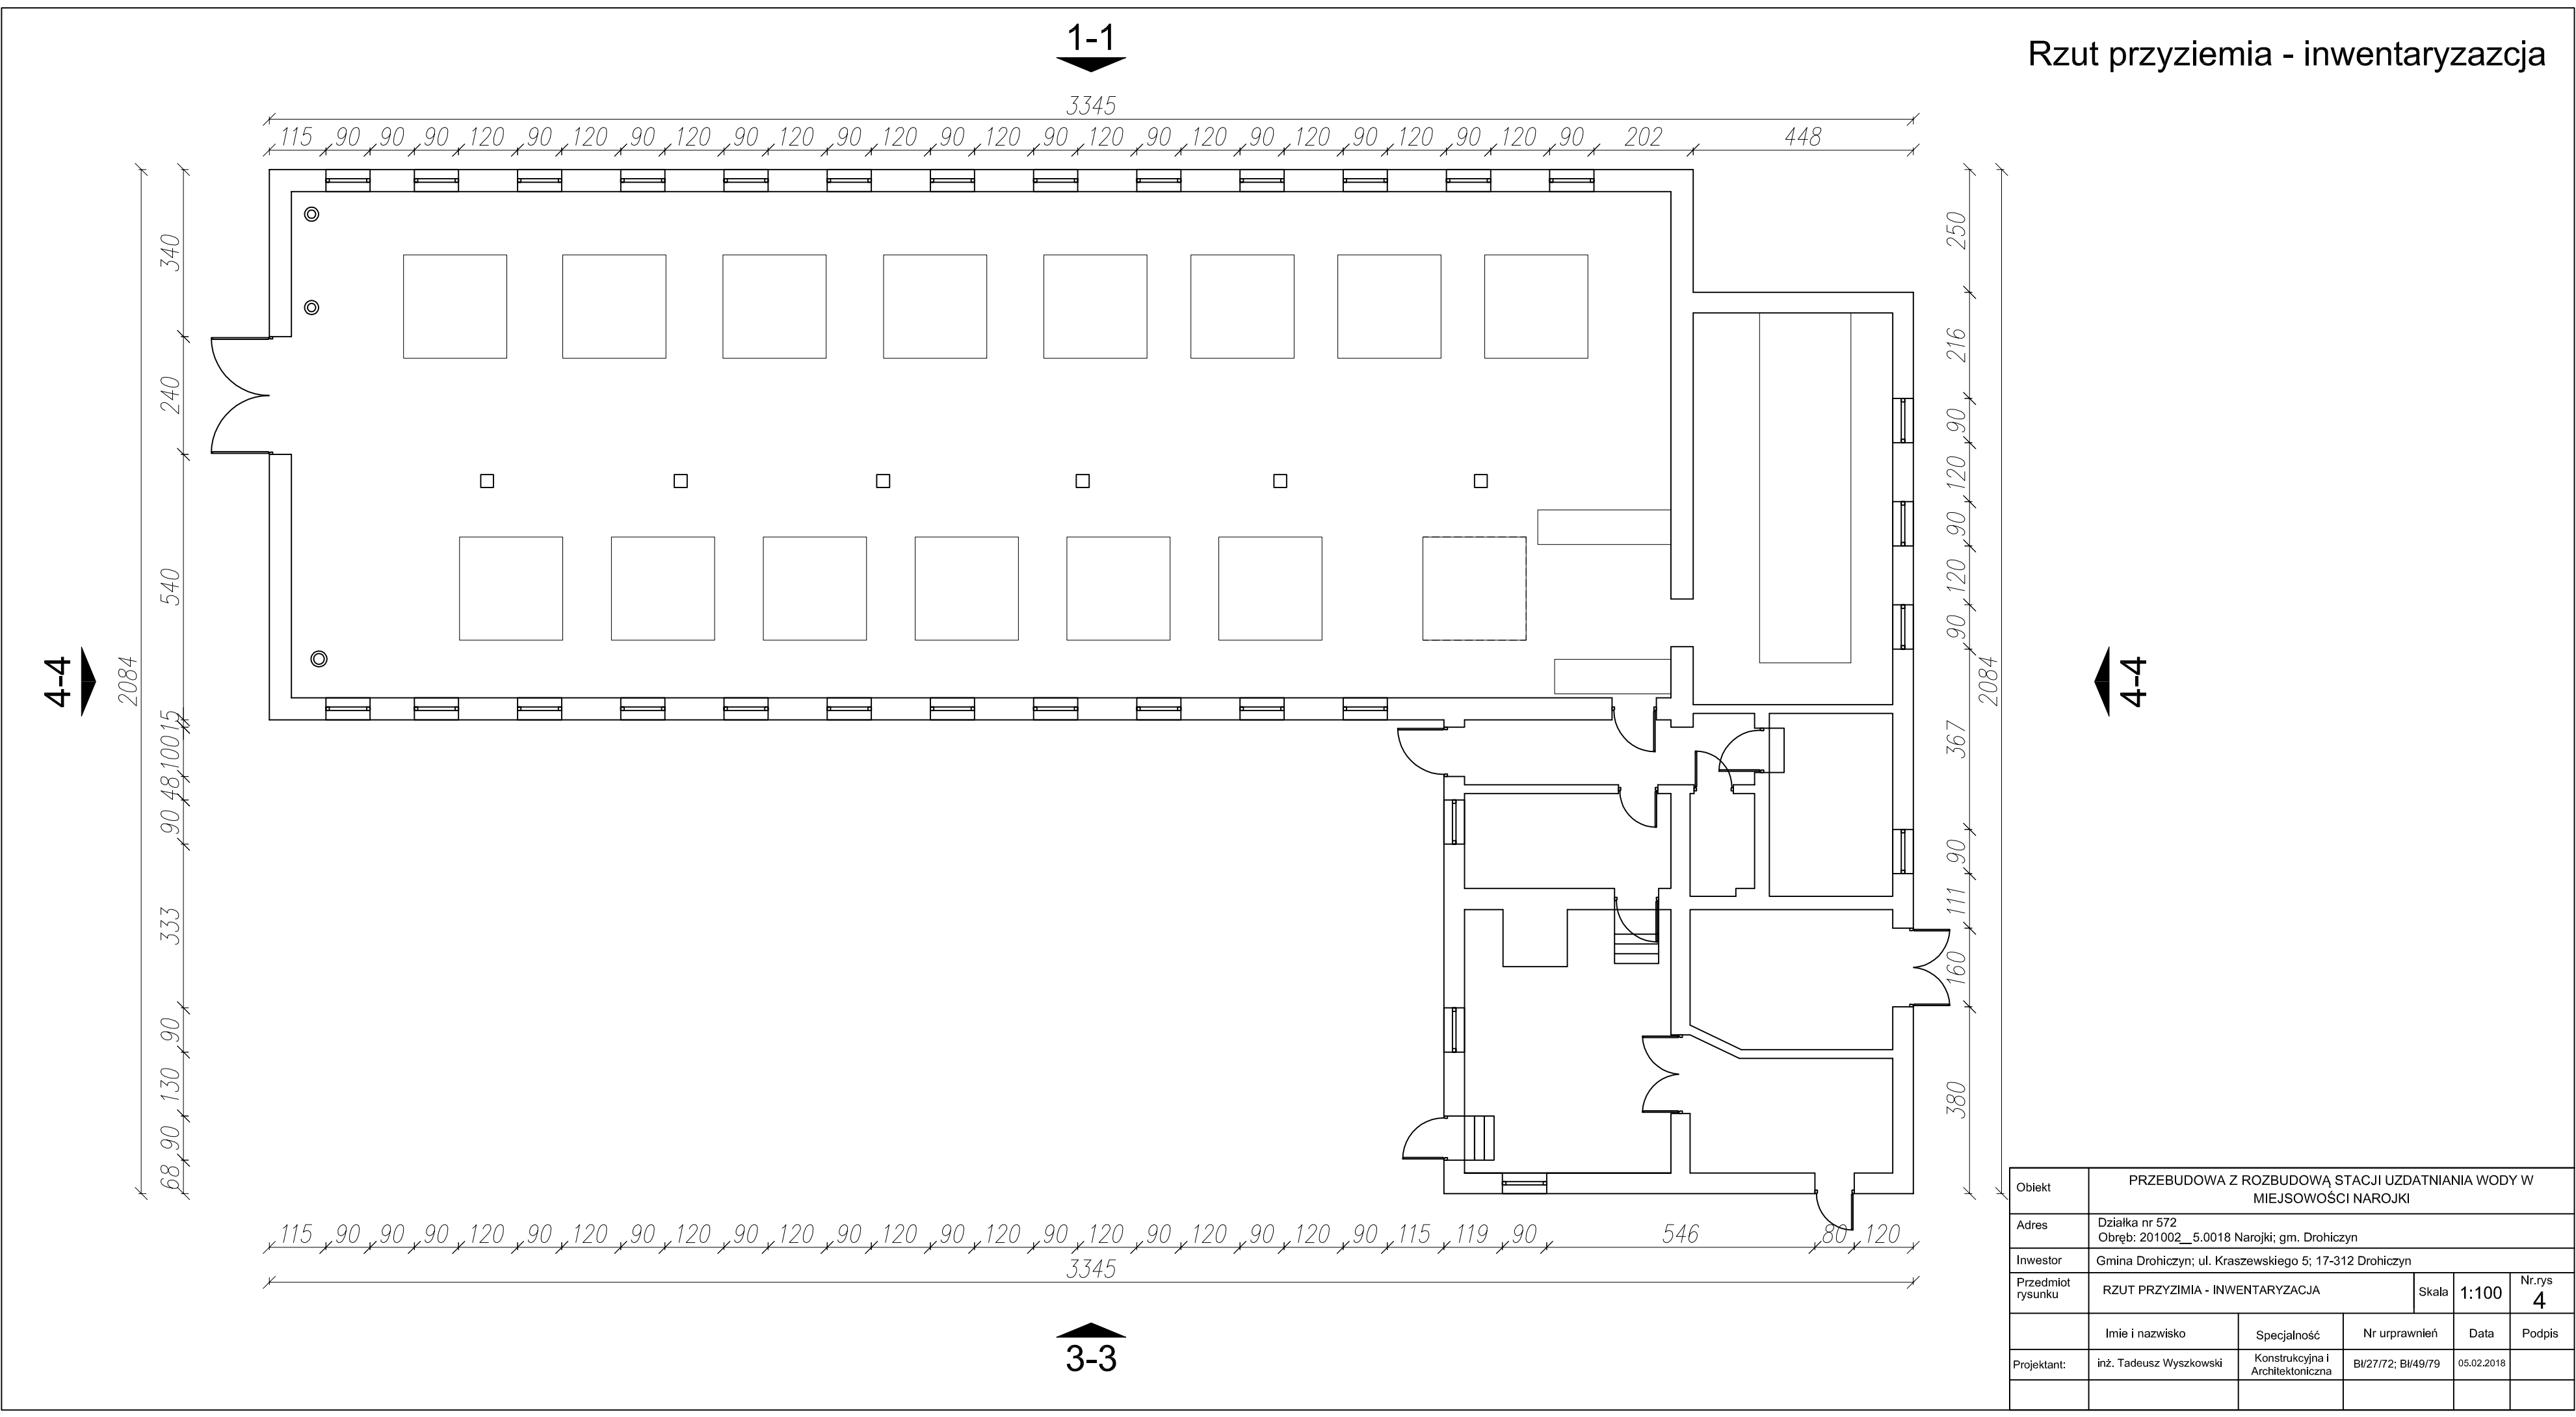 1-1
Rzut przyziemia - inwentaryzazcja
3345
115 90 90 90 120 90 120 90 120 90 120 90 120 90 120 90 120 90 120 90 120 90 120 90 120 90 202 448
340
240
540
15
100
48
90
333
90
130
90
68
2084
4-4
250
216
90
120
90
120
90
367
90
111
160
380
2084
4-4
115 90 90 90 120 90 120 90 120 90 120 90 120 90 120 90 120 90 120 90 120 90 115 119 90 546 80 120
3345
3-3
Obiekt
PRZEBUDOWA Z ROZBUDOWĄ STACJI UZDATNIANIA WODY W
MIEJSOWOŚCI NAROJKI
Adres
Działka nr 572
Obręb: 201002__5.0018 Narojki; gm. Drohiczyn
Inwestor
Gmina Drohiczyn; ul. Kraszewskiego 5; 17-312 Drohiczyn
Przedmiot
rysunku
RZUT PRZYZIMIA - INWENTARYZACJA
Skala
1:100
Nr.rys
4
Imie i nazwisko
Specjalność
Nr urprawnień
Data
Podpis
Projektant:
inż. Tadeusz Wyszkowski
Konstrukcyjna i
Architektoniczna
Bł/27/72; Bł/49/79
05.02.2018